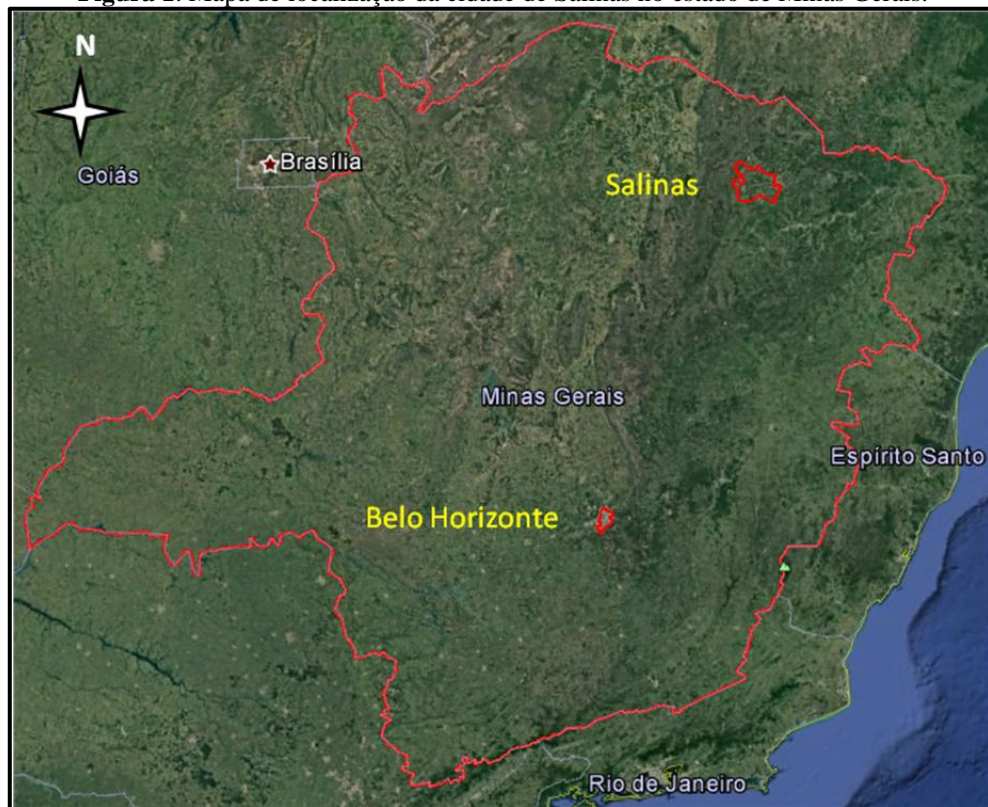 Figura 1: Mapa de localização da cidade de Salinas no estado de Minas Gerais.
N
Brasília
Goiás
Salinas
Minas Gerais
Espírito Santo
Belo Horizonte
Rio de Janeiro